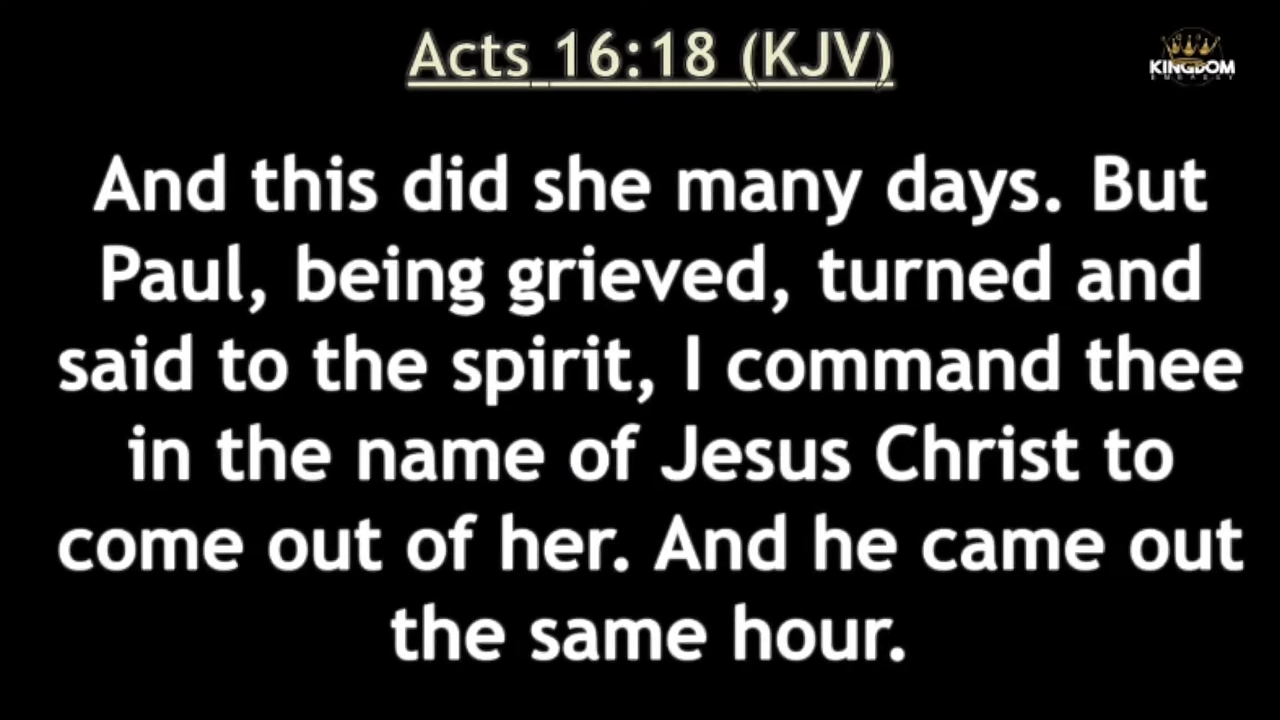 Acts 16:18 (KJV)
KINGDOM
EMBASSY
And this did she many days. But
Paul, being grieved, turned and
said to the spirit, I command thee
in the name of Jesus Christ to
come out of her. And he came out
the same hour.